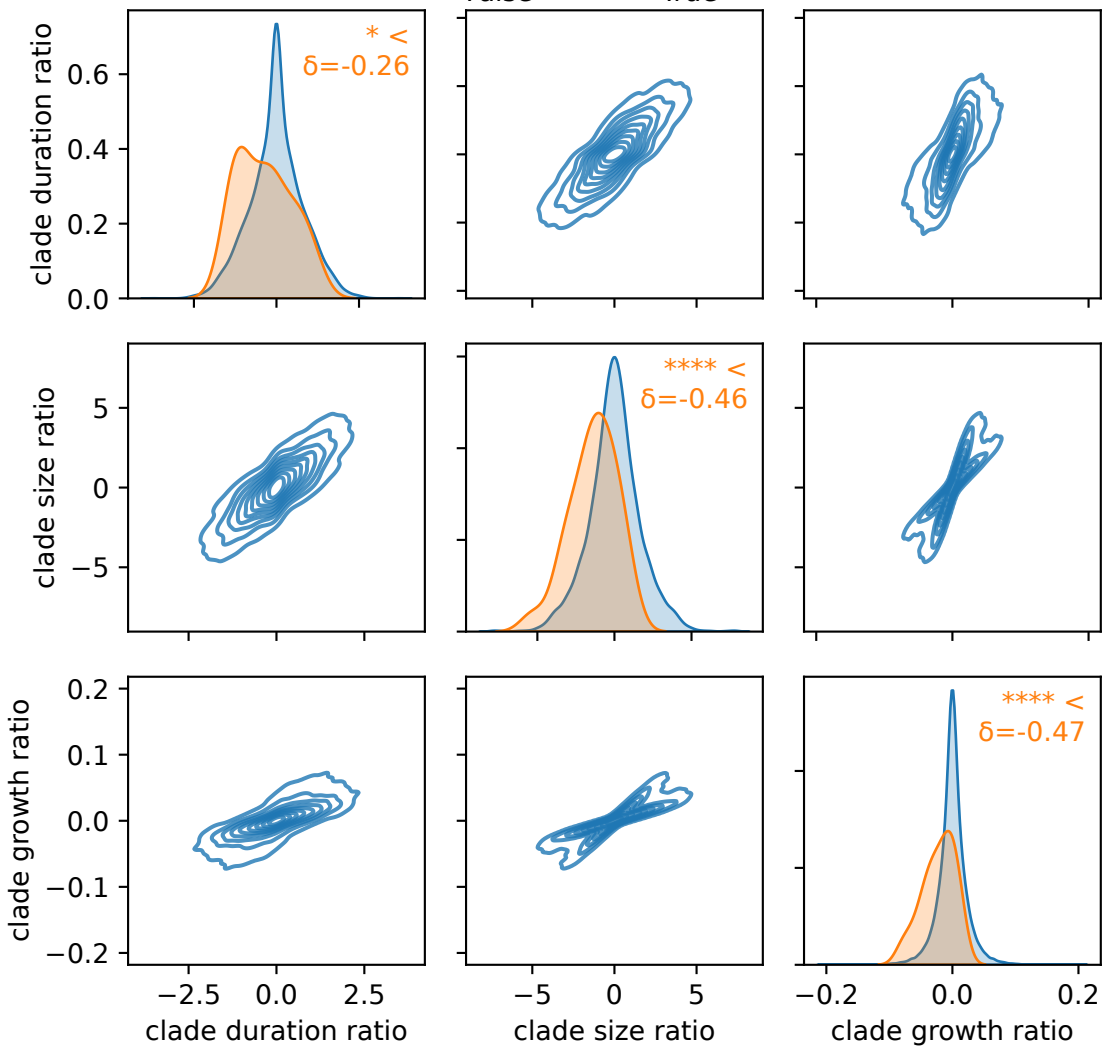 clade duration ratio
0.6
0.4
0.2
0.0
* <
δ=-0.26
clade size ratio
5
0
−5
**** <
δ=-0.46
clade growth ratio
0.2
0.1
0.0
−0.1
−0.2
**** <
δ=-0.47
−2.5 0.0 2.5
−5 0 5
−0.2 0.0 0.2
clade duration ratio
clade size ratio
clade growth ratio